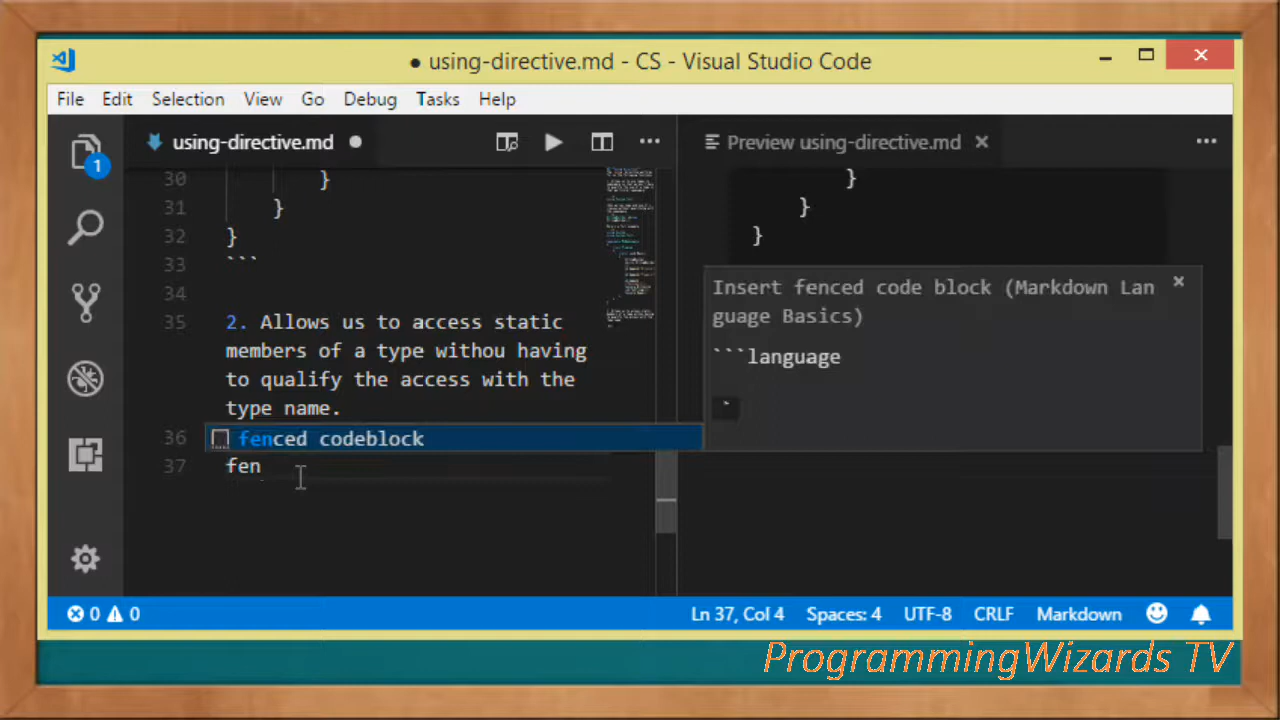 ● using-directive.md - CS - Visual Studio Code
File Edit Selection View Go Debug Tasks Help
using-directive.md ●
Preview using-directive.md
1
30 }
31 }
32 }
33 ```
34
35 2. Allows us to access static
members of a type withou having
to qualify the access with the
type name.
36
fenced codeblock
37 fen
}
}
}
Insert fenced code block (Markdown Lan
guage Basics)
```language
`
0 0
Ln 37, Col 4 Spaces: 4 UTF-8 CRLF Markdown
ProgrammingWizards TV